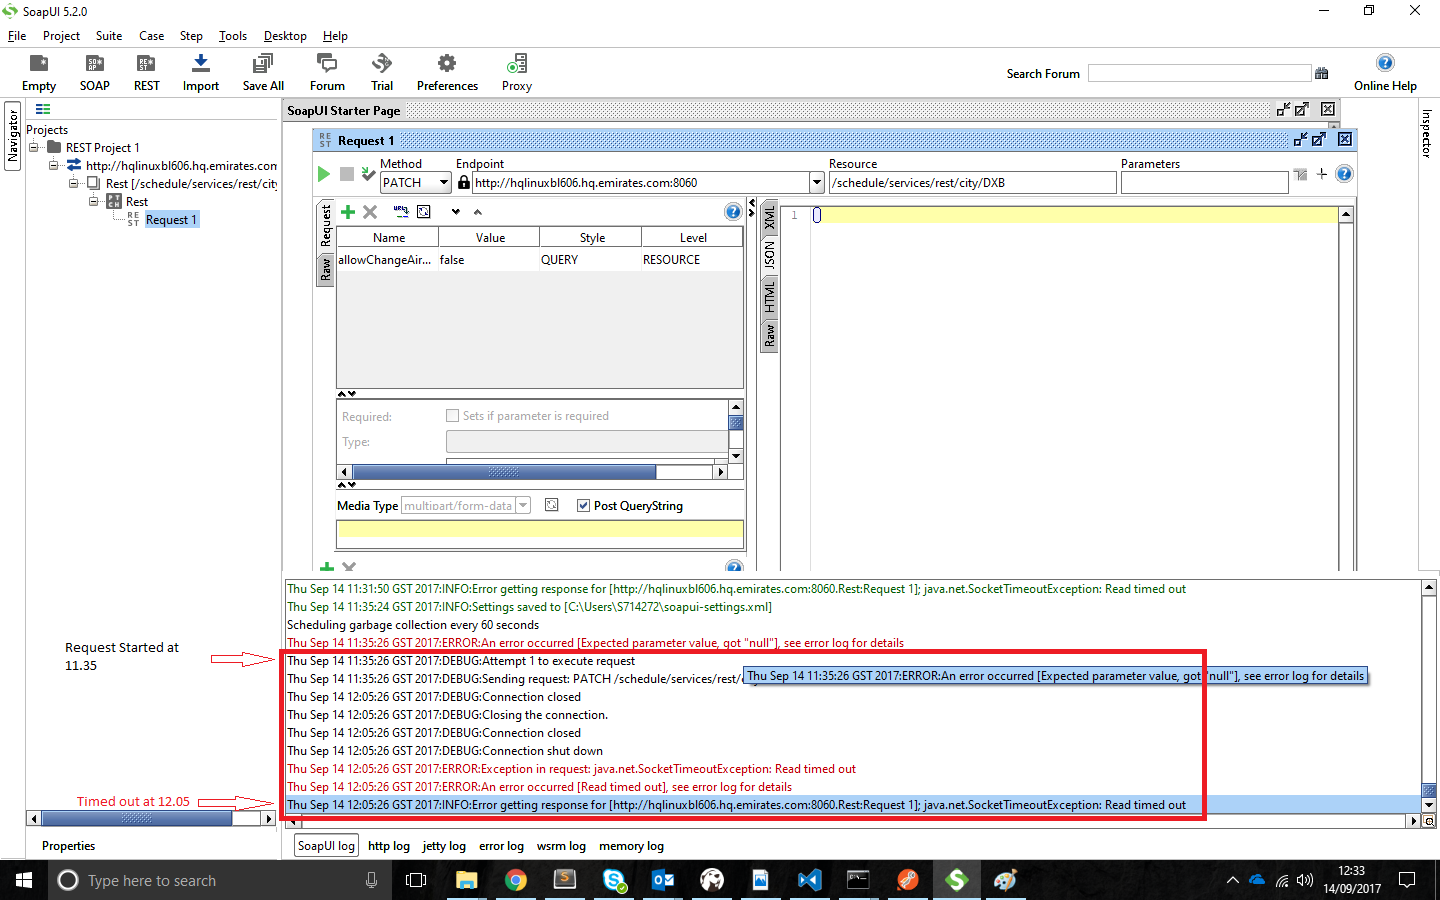 SoapUI 5.2.0
File Project Suite Case Step Tools Desktop Help
Empty SOAP REST Import Save All Forum Trial Preferences Proxy
Search Forum
Online Help
Navigator
Projects
REST Project 1
http://hqlinuxbl606.hq.emirates.com
Rest [/schedule/services/rest/city
Rest
Request 1
SoapUI Starter Page
Inspector
Request 1
Method Endpoint Resource Parameters
PATCH http://hqlinuxbl606.hq.emirates.com:8060 /schedule/services/rest/city/DXB
Request
Raw
Name Value Style Level
allowChangeAir... false QUERY RESOURCE
Required: Sets if parameter is required
Type:
Media Type multipart/form-data Post QueryString
XML
JSON
HTML
Raw
1
Thu Sep 14 11:31:50 GST 2017:INFO:Error getting response for [http://hqlinuxbl606.hq.emirates.com:8060.Rest:Request 1]; java.net.SocketTimeoutException: Read timed out
Thu Sep 14 11:35:24 GST 2017:INFO:Settings saved to [C:\Users\S714272\soapui-settings.xml]
Scheduling garbage collection every 60 seconds
Thu Sep 14 11:35:26 GST 2017:ERROR:An error occurred [Expected parameter value, got "null"], see error log for details
Thu Sep 14 11:35:26 GST 2017:DEBUG:Attempt 1 to execute request
Thu Sep 14 11:35:26 GST 2017:DEBUG:Sending request: PATCH /schedule/services/rest/
Thu Sep 14 11:35:26 GST 2017:ERROR:An error occurred [Expected parameter value, got "null"], see error log for details
Thu Sep 14 12:05:26 GST 2017:DEBUG:Connection closed
Thu Sep 14 12:05:26 GST 2017:DEBUG:Closing the connection.
Thu Sep 14 12:05:26 GST 2017:DEBUG:Connection closed
Thu Sep 14 12:05:26 GST 2017:DEBUG:Connection shut down
Thu Sep 14 12:05:26 GST 2017:ERROR:Exception in request: java.net.SocketTimeoutException: Read timed out
Thu Sep 14 12:05:26 GST 2017:ERROR:An error occurred [Read timed out], see error log for details
Thu Sep 14 12:05:26 GST 2017:INFO:Error getting response for [http://hqlinuxbl606.hq.emirates.com:8060.Rest:Request 1]; java.net.SocketTimeoutException: Read timed out
Request Started at
11.35
Timed out at 12.05
Properties
SoapUI log http log jetty log error log wsrm log memory log
Type here to search
12:33
14/09/2017